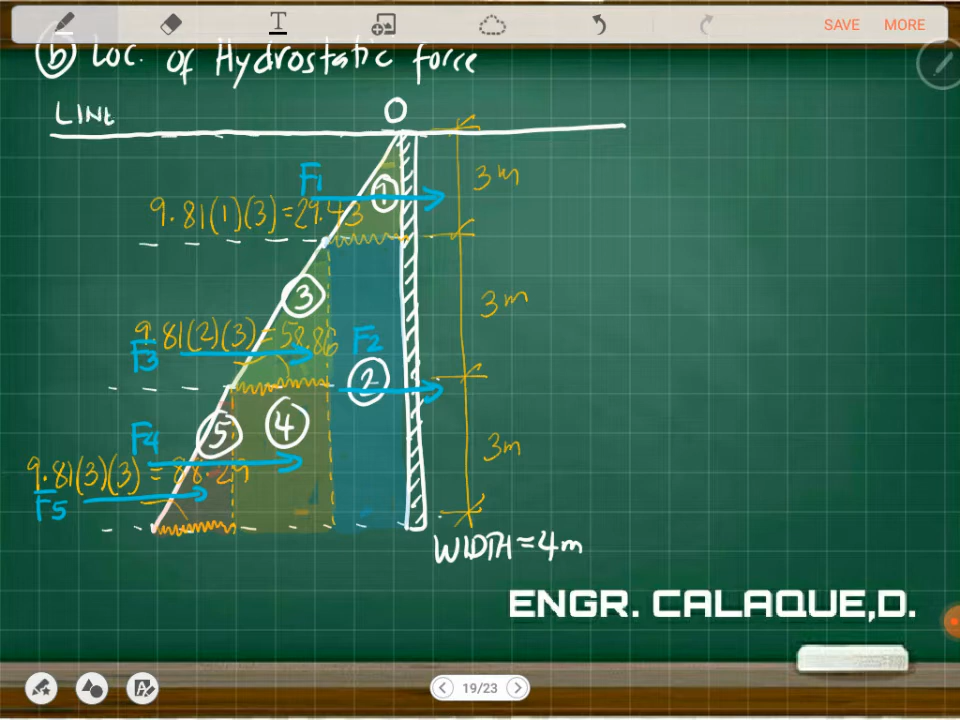 SAVE MORE
(b) Loc. of Hydrostatic force
LINE
O
F1
1
3m
9.81(1)(3)=29.43
3
3m
9.81(2)(3)=58.86
F2
F3
2
5
4
F4
3m
9.81(3)(3)=88.29
F5
WIDTH=4m
ENGR. CALAQUE,D.
19/23